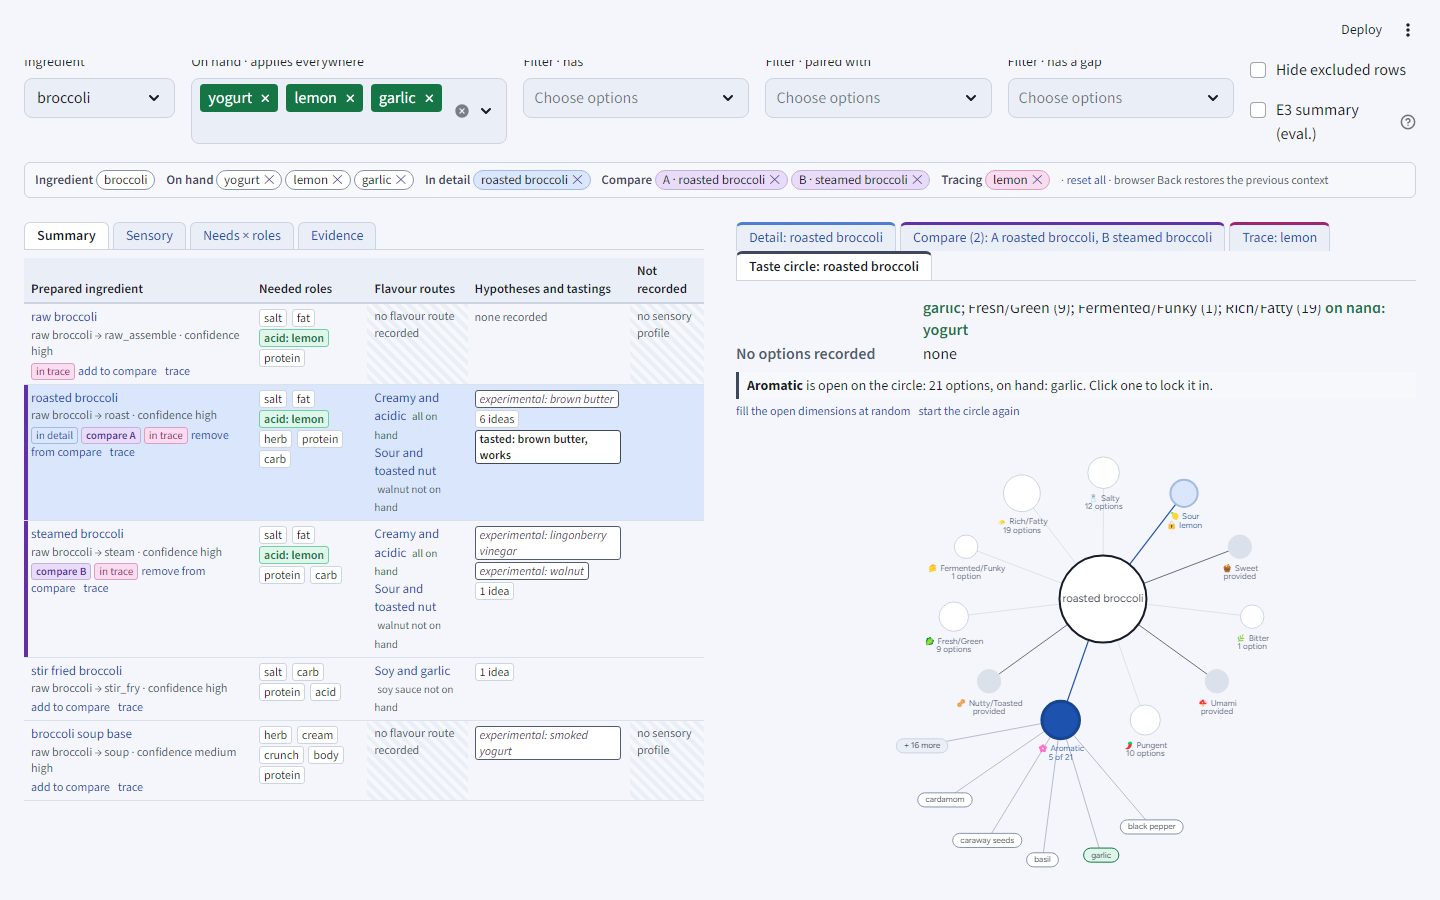 Deploy
Ingredient
On hand · applies everywhere
Filter · has
Filter · paired with
Filter · has a gap
broccoli
yogurt × lemon × garlic ×
Choose options
Choose options
Choose options
Hide excluded rows
E3 summary
(eval.)
Ingredient broccoli On hand yogurt × lemon × garlic × In detail roasted broccoli × Compare A · roasted broccoli × B · steamed broccoli × Tracing lemon × · reset all · browser Back restores the previous context
Summary
Sensory
Needs × roles
Evidence
Prepared ingredient
Needed roles
Flavour routes
Hypotheses and tastings
Not
recorded
raw broccoli
raw broccoli → raw_assemble · confidence
high
in trace add to compare trace
salt fat
acid: lemon
protein
no flavour route
recorded
none recorded
no sensory
profile
roasted broccoli
raw broccoli → roast · confidence high
in detail compare A in trace remove
from compare trace
salt fat
acid: lemon
herb protein
carb
Creamy and
acidic all on
hand
Sour and
toasted nut
walnut not on
hand
experimental: brown butter
6 ideas
tasted: brown butter,
works
steamed broccoli
raw broccoli → steam · confidence high
compare B in trace remove from
compare trace
salt fat
acid: lemon
protein carb
Creamy and
acidic all on
hand
Sour and
toasted nut
walnut not on
hand
experimental: lingonberry
vinegar
experimental: walnut
1 idea
stir fried broccoli
raw broccoli → stir_fry · confidence high
add to compare trace
salt carb
protein acid
Soy and garlic
soy sauce not on
hand
1 idea
broccoli soup base
raw broccoli → soup · confidence medium
high
add to compare trace
herb cream
crunch body
protein
no flavour route
recorded
experimental: smoked
yogurt
no sensory
profile
Detail: roasted broccoli
Compare (2): A roasted broccoli, B steamed broccoli
Trace: lemon
Taste circle: roasted broccoli
garlic; Fresh/Green (9); Fermented/Funky (1); Rich/Fatty (19) on hand:
yogurt
No options recorded
none
Aromatic is open on the circle: 21 options, on hand: garlic. Click one to lock it in.
fill the open dimensions at random start the circle again
Salty
12 options
Rich/Fatty
19 options
Sour
lemon
Fermented/Funky
1 option
Sweet
provided
roasted broccoli
Fresh/Green
9 options
Bitter
1 option
Nutty/Toasted
provided
Umami
provided
+ 16 more
Aromatic
5 of 21
Pungent
10 options
cardamom
black pepper
caraway seeds
basil
garlic